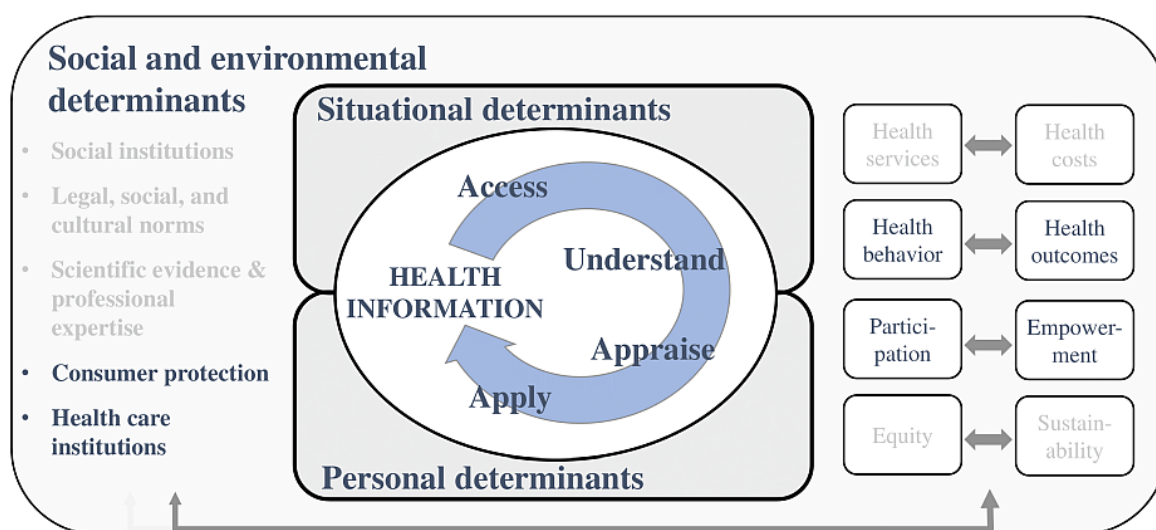 Social and environmental
determinants
• Social institutions
• Legal, social, and
cultural norms
• Scientific evidence &
professional
expertise
• Consumer protection
• Health care
institutions
Situational determinants
Access
Understand
HEALTH
INFORMATION
Appraise
Apply
Personal determinants
Health
services
Health
costs
Health
behavior
Health
outcomes
Partici-
pation
Empower-
ment
Equity
Sustain-
ability